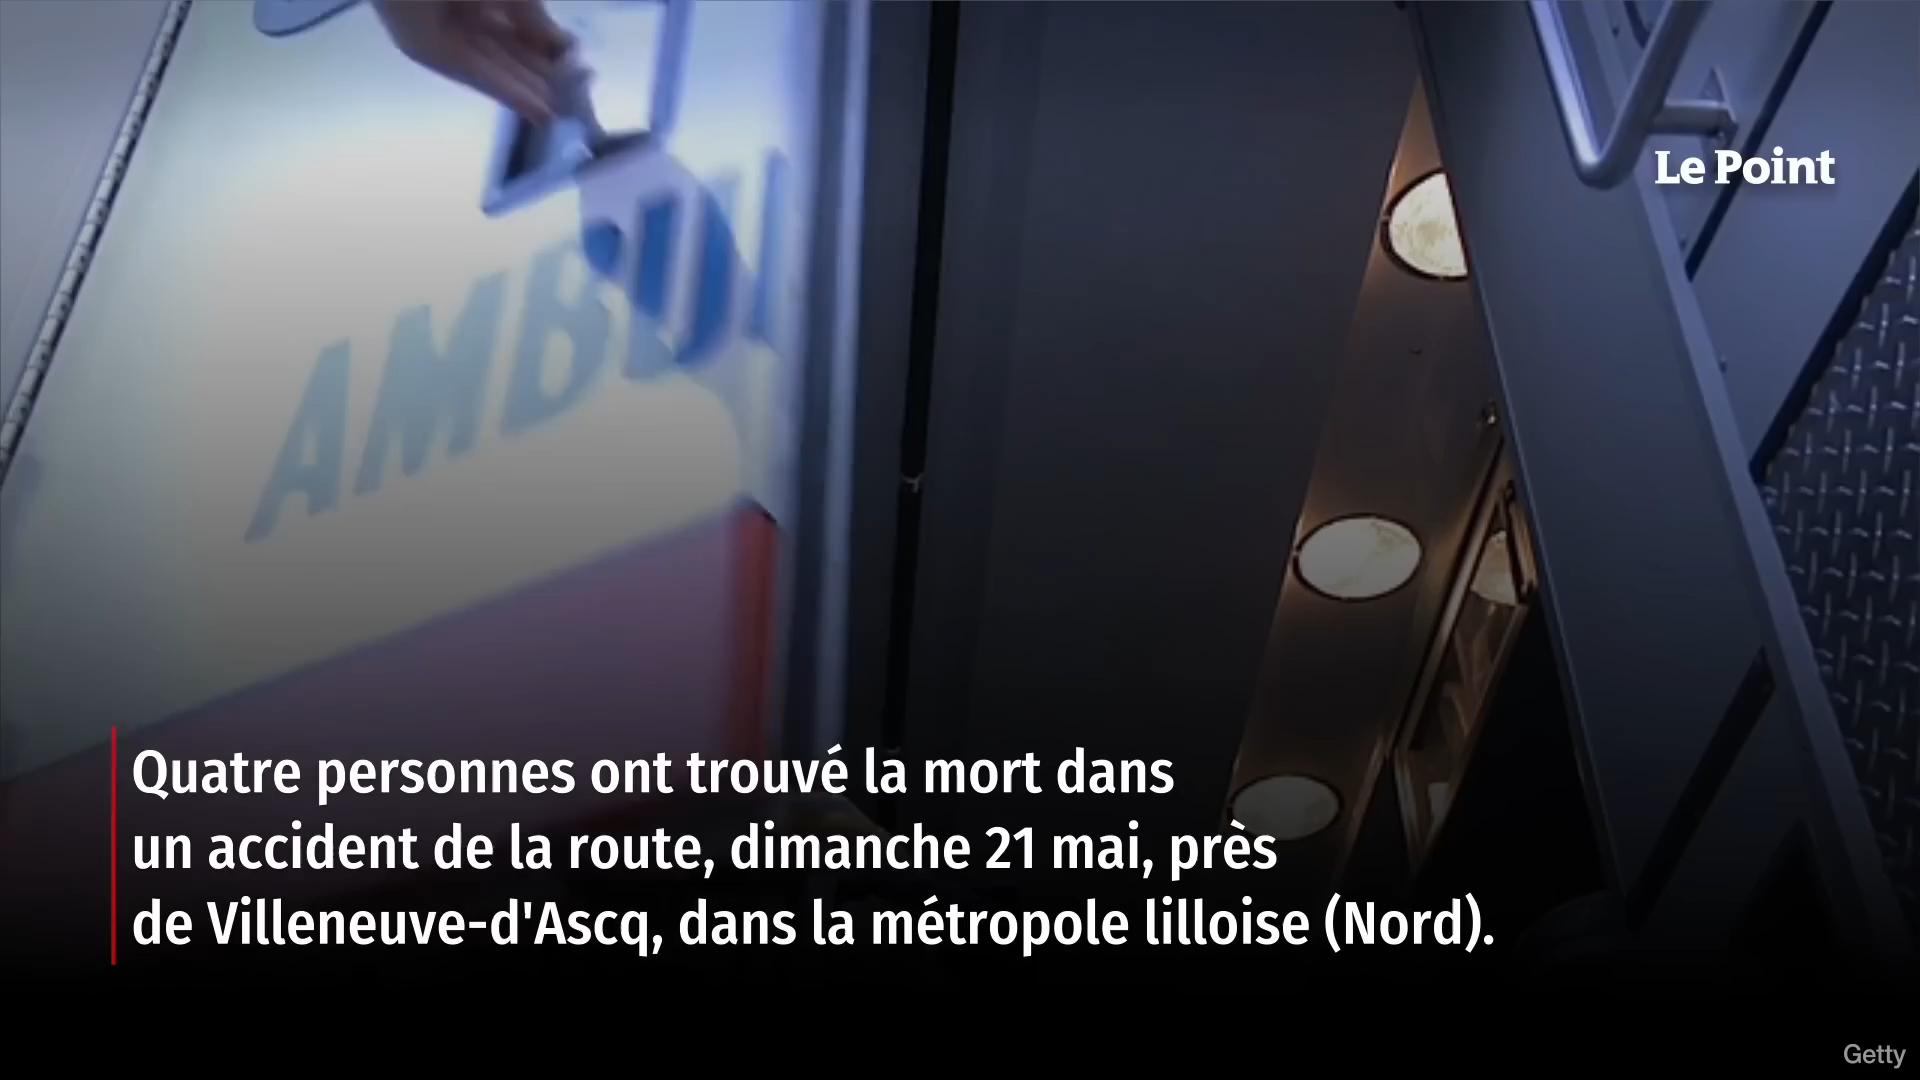 Le Point
AMBU
Quatre personnes ont trouvé la mort dans
un accident de la route, dimanche 21 mai, près
de Villeneuve-d'Ascq, dans la métropole lilloise (Nord).
Getty